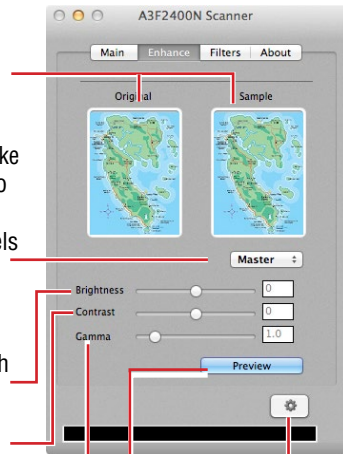 A3F2400N Scanner
Main Enhance Filters About
Original Sample
ke
o
els
Master
Brightness 0
Contrast 0
Gamma 1.0
h
Preview